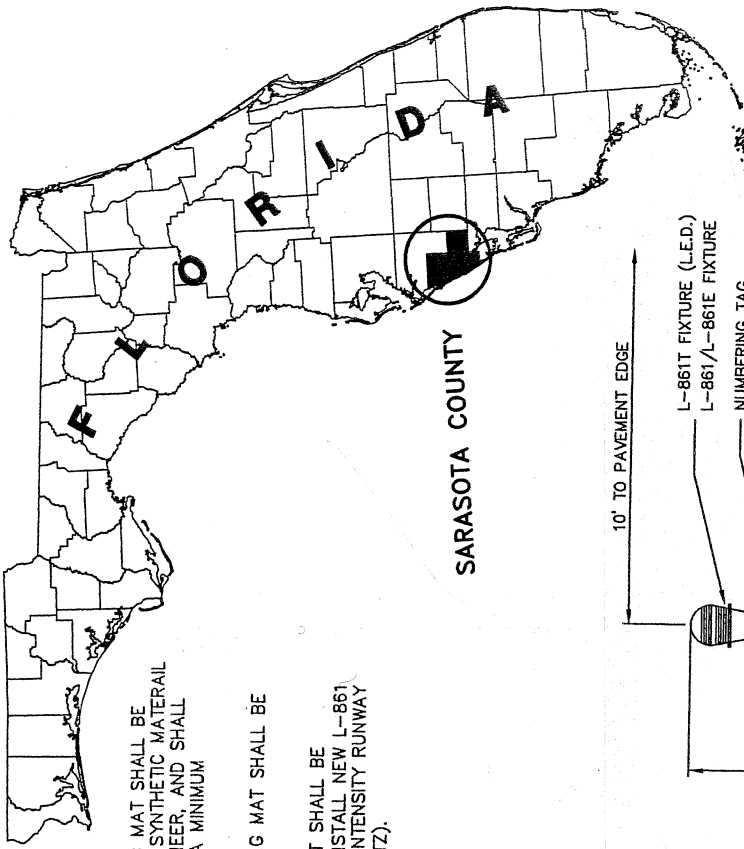 FLORIDA
SARASOTA COUNTY
MAT SHALL BE
SYNTHETIC MATERAIL
NEER, AND SHALL
A MINIMUM
G MAT SHALL BE
T SHALL BE
NSTALL NEW L-861
NTENSITY RUNWAY
TZ).
10' TO PAVEMENT EDGE
L-861T FIXTURE (L.E.D.)
L-861/L-861E FIXTURE
NUMBERING TAG